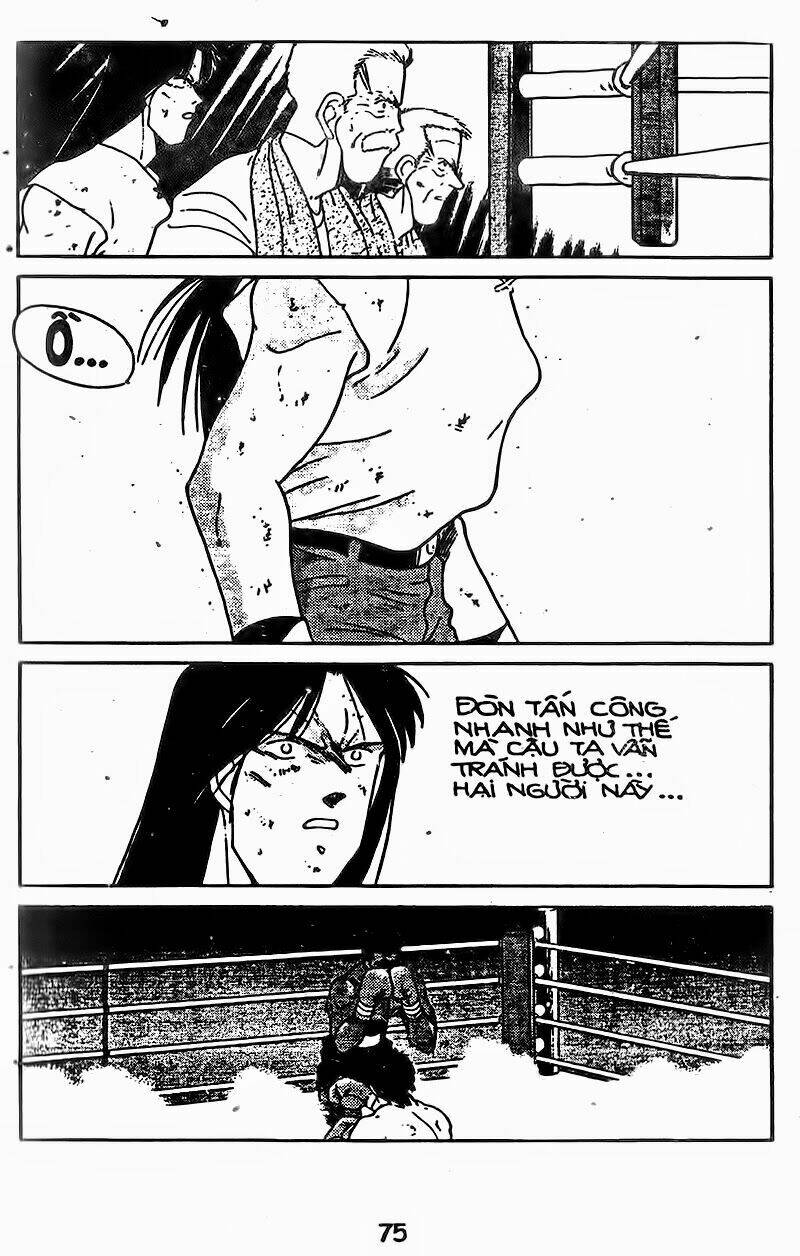 Ồ...
ĐÒN TẤN CÔNG
NHANH NHƯ THẾ
MÀ CẬU TA VẪN
TRÁNH ĐƯỢC...
HAI NGƯỜI NÀY...
75